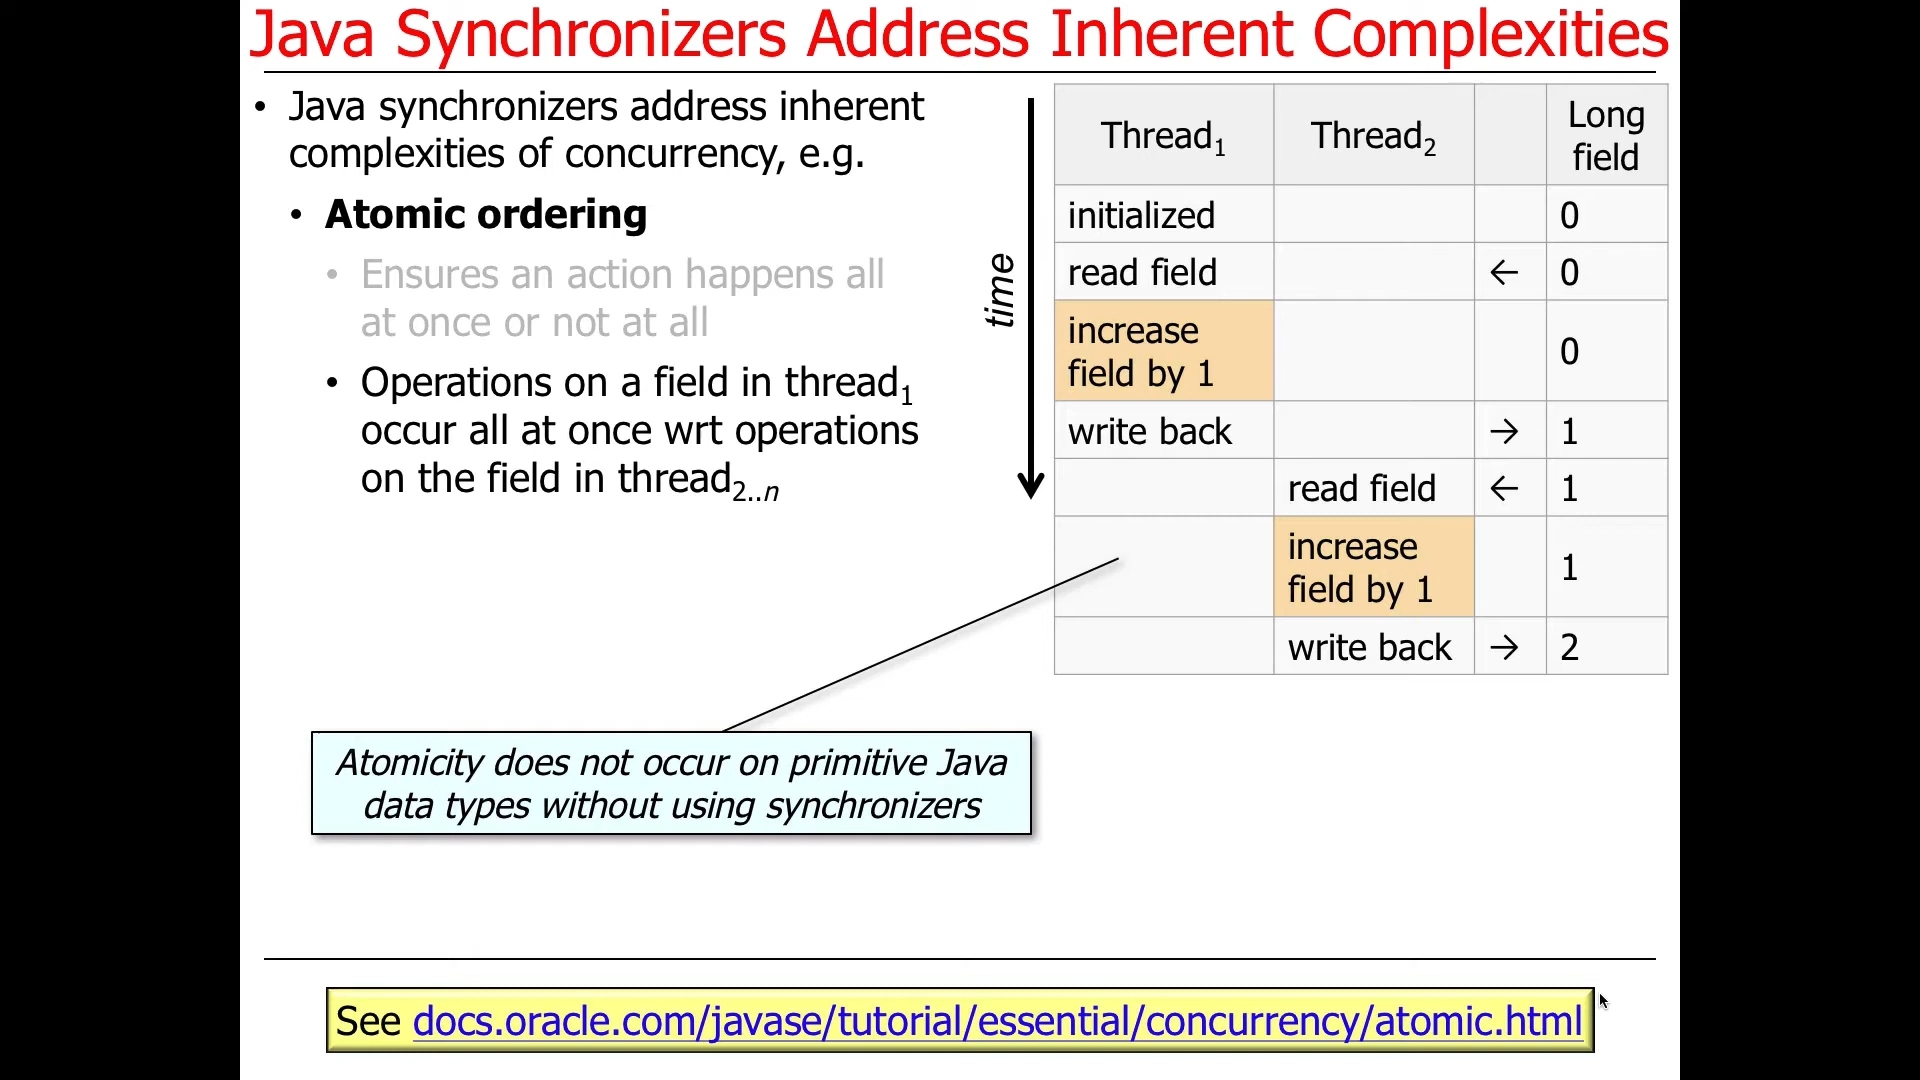 Java Synchronizers Address Inherent Complexities
• Java synchronizers address inherent
complexities of concurrency, e.g.
• Atomic ordering
• Ensures an action happens all
at once or not at all
• Operations on a field in thread1
occur all at once wrt operations
on the field in thread2..n
time
Thread1 Thread2 Long field
initialized 0
read field ← 0
increase field by 1 0
write back → 1
read field ← 1
increase field by 1 1
write back → 2
Atomicity does not occur on primitive Java
data types without using synchronizers
See docs.oracle.com/javase/tutorial/essential/concurrency/atomic.html